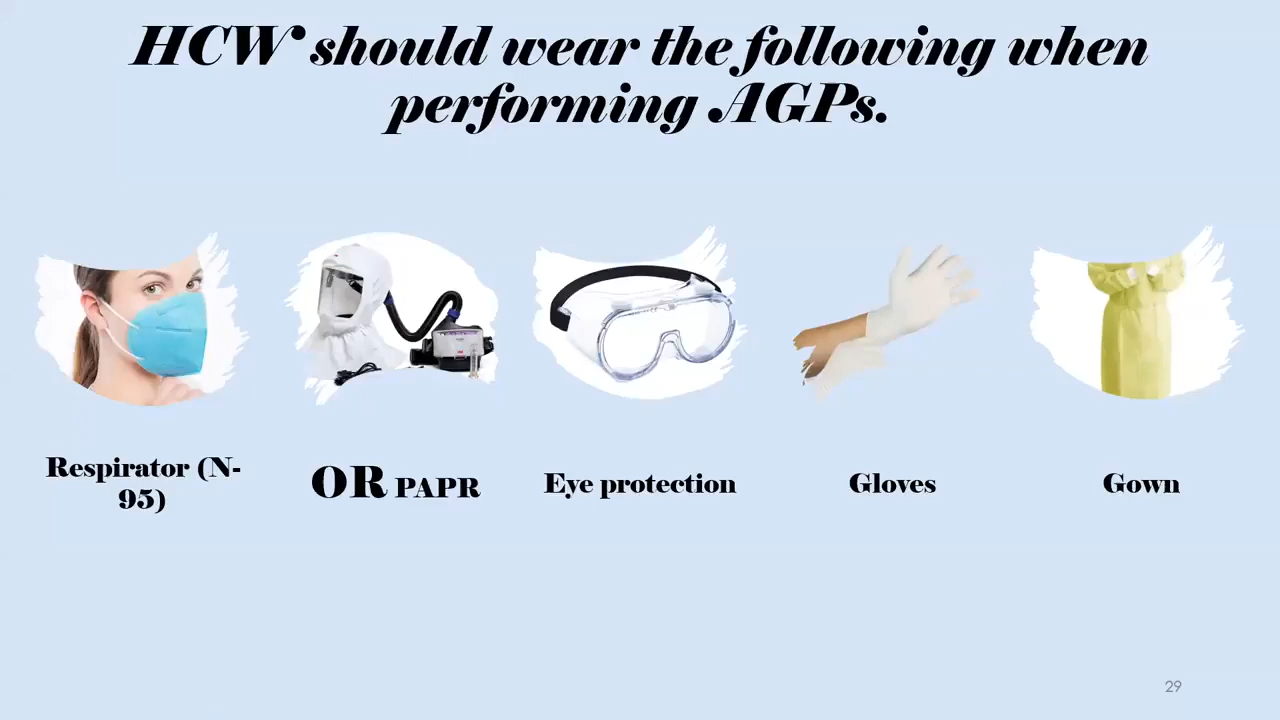 HCW should wear the following when
performing AGPs.
Respirator (N-
95)
OR PAPR
Eye protection
Gloves
Gown
29